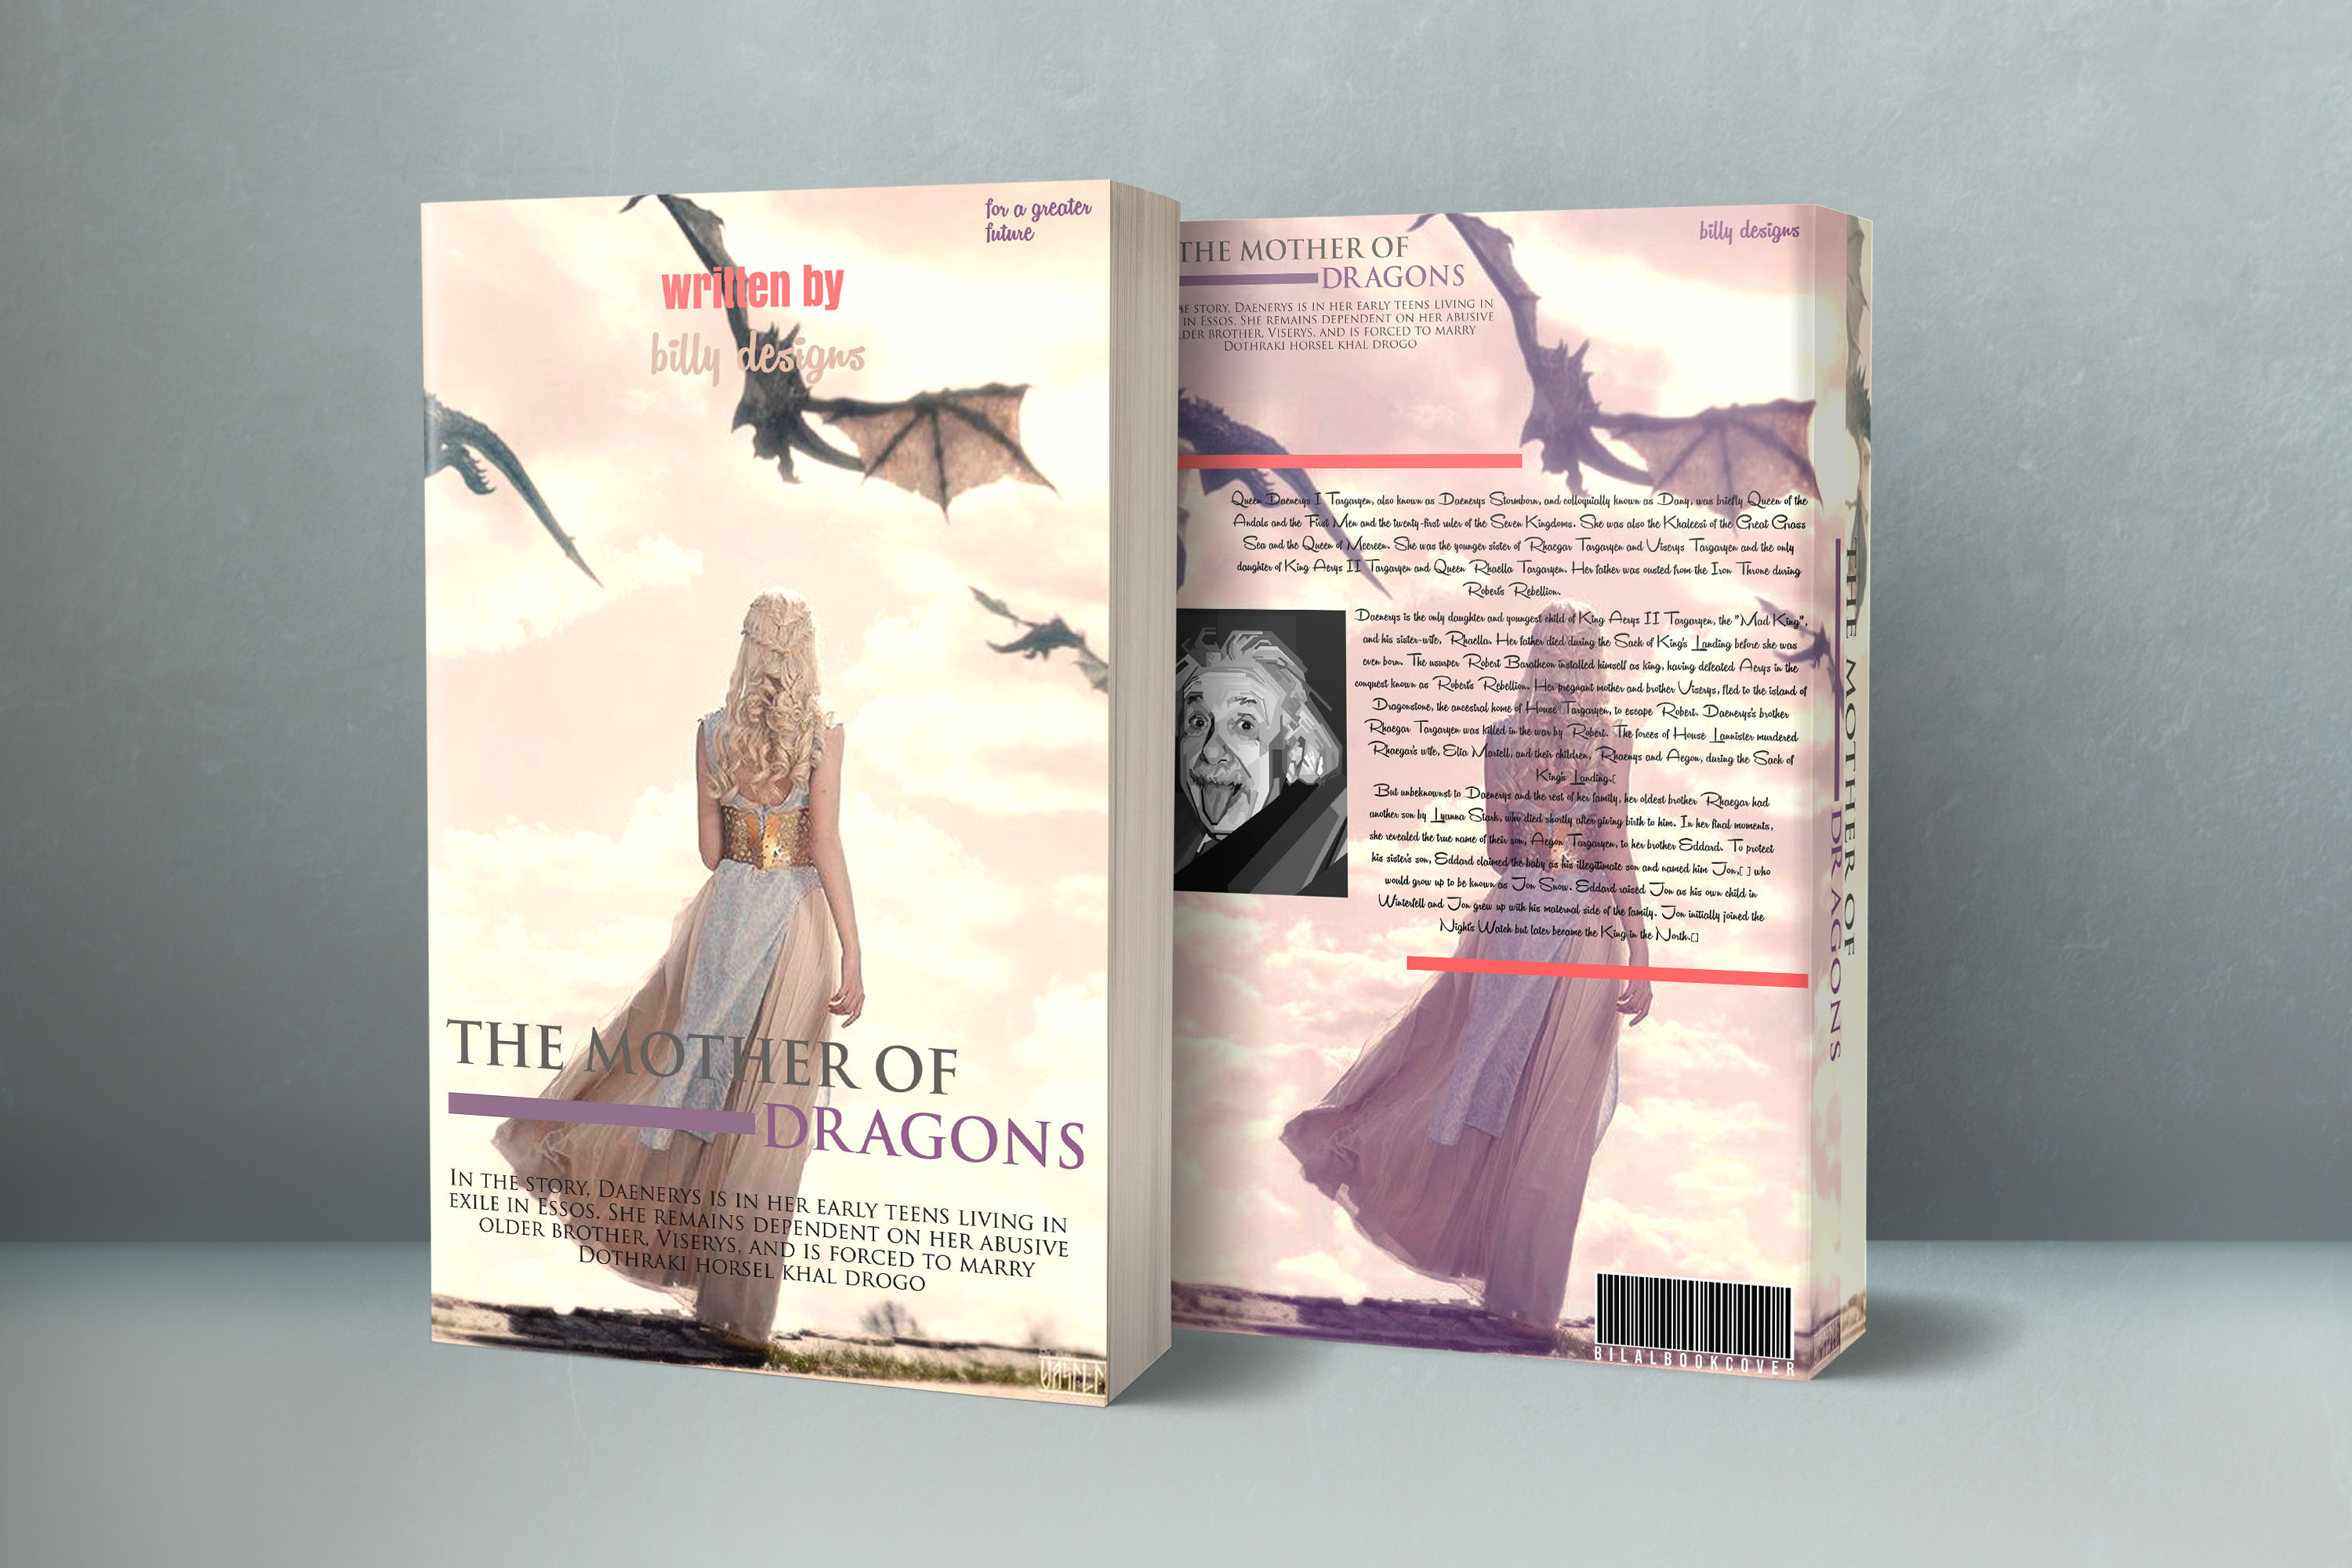 for a greater
future
written by
billy designs
THE MOTHER OF
DRAGONS
IN THE STORY, DAENERYS IS IN HER EARLY TEENS LIVING IN
EXILE IN ESSOS. SHE REMAINS DEPENDENT ON HER ABUSIVE
OLDER BROTHER, VISERYS, AND IS FORCED TO MARRY
DOTHRAKI HORSEL KHAL DROGO
billy designs
THE MOTHER OF
DRAGONS
STORY, DAENERYS IS IN HER EARLY TEENS LIVING IN
IN ESSOS. SHE REMAINS DEPENDENT ON HER ABUSIVE
BROTHER, VISERYS, AND IS FORCED TO MARRY
DOTHRAKI HORSEL KHAL DROGO
Queen Daenerys I Targaryen, also known as Daenerys Stormborn, and colloquially known as Dany, was briefly Queen of the
Andals and the First Men and the twenty-first ruler of the Seven Kingdoms. She was also the Khaleesi of the Great Grass
Sea and the Queen of Meereen. She was the younger sister of Rhaegar Targaryen and Viserys Targaryen and the only
daughter of King Aerys II Targaryen and Queen Rhaella Targaryen. Her father was ousted from the Iron Throne during
Robert's Rebellion.
Daenerys is the only daughter and youngest child of King Aerys II Targaryen, the "Mad King",
and his sister-wife, Rhaella. Her father died during the Sack of King's Landing before she was
even born. The usurper Robert Baratheon installed himself as king, having defeated Aerys in the
conquest known as Robert's Rebellion. Her pregnant mother and brother Viserys, fled to the island of
Dragonstone, the ancestral home of House Targaryen, to escape Robert. Daenerys's brother
Rhaegar Targaryen was killed in the war by Robert. The forces of House Lannister murdered
Rhaegar's wife, Elia Martell, and their children, Rhaenys and Aegon, during the Sack of
King's Landing.[
But unbeknownst to Daenerys and the rest of her family, her oldest brother Rhaegar had
another son by Lyanna Stark, why died shortly after giving birth to him. In her final moments,
she revealed the true name of their son, Aegon Targaryen, to her brother Eddard. To protect
his sister's son, Eddard claimed the baby as his illegitimate son and named him Jon,[ ] who
would grow up to be known as Jon Snow. Eddard raised Jon as his own child in
Winterfell and Jon grew up with his maternal side of the family. Jon initially joined the
Night's Watch but later became the King in the North.[]
BILALBOOKCOVER
THE MOTHER OF
DRAGONS